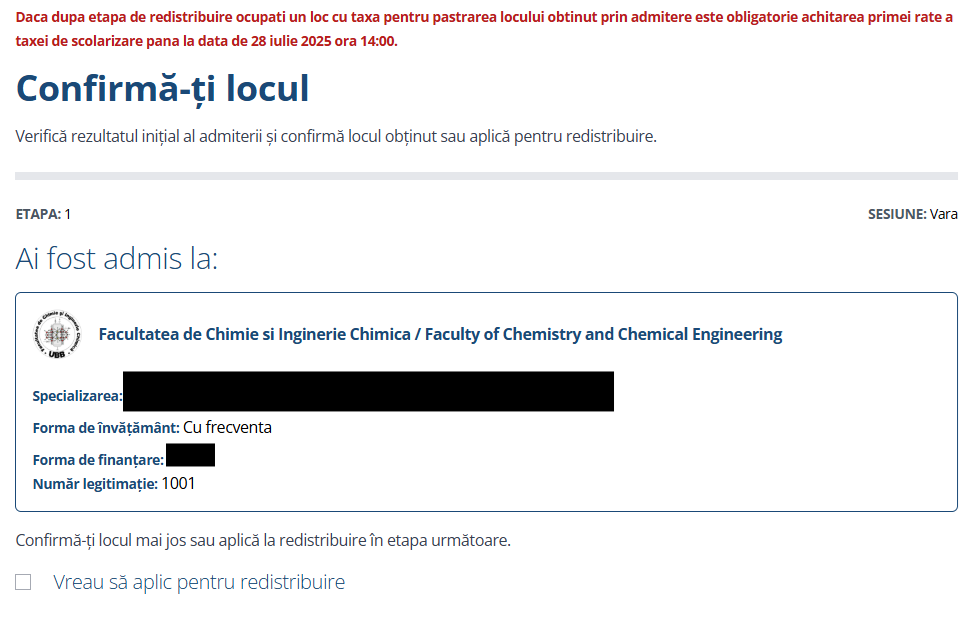 Daca dupa etapa de redistribuire ocupati un loc cu taxa pentru pastrarea locului obtinut prin admitere este obligatorie achitarea primei rate a
taxei de scolarizare pana la data de 28 iulie 2025 ora 14:00.
Confirmă-ți locul
Verifică rezultatul inițial al admiterii și confirmă locul obținut sau aplică pentru redistribuire.
ETAPA: 1
SESIUNE: Vara
Ai fost admis la:
Facultatea de Chimie si Inginerie Chimica / Faculty of Chemistry and Chemical Engineering
UBB
Specializarea:
Forma de învățământ: Cu frecventa
Forma de finanțare:
Număr legitimație: 1001
Confirmă-ți locul mai jos sau aplică la redistribuire în etapa următoare.
Vreau să aplic pentru redistribuire